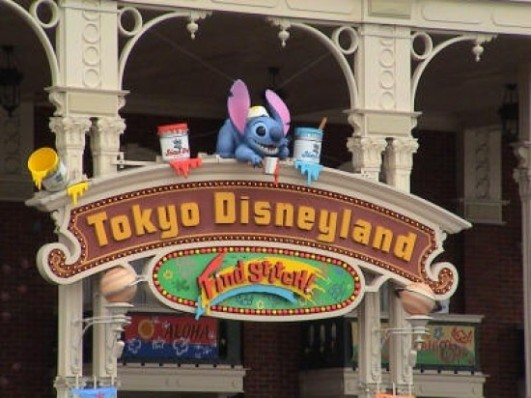 Tokyo Disneyland
Find Stitch!
ALOHA